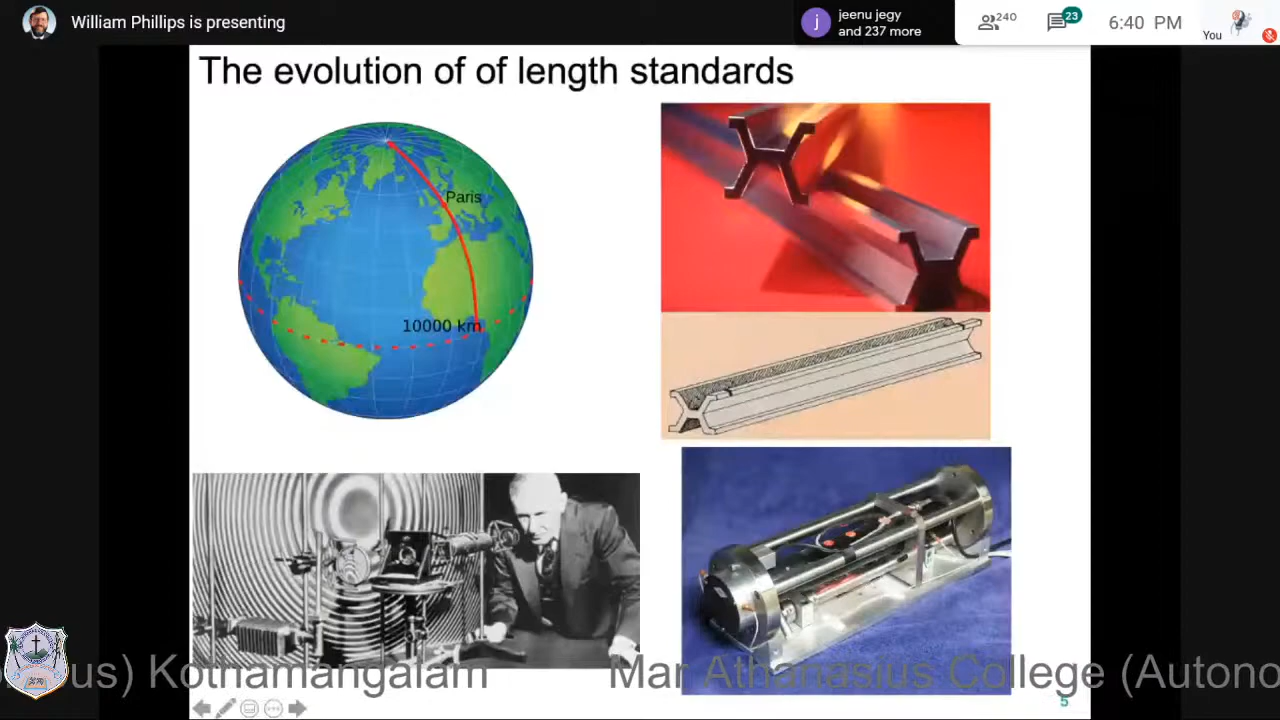 William Phillips is presenting
j
jeenu jegy
and 237 more
240
23
6:40 PM
You
The evolution of of length standards
Paris
10000 km
us) Kothamangalam
Mar Athanasius College (Autono
5